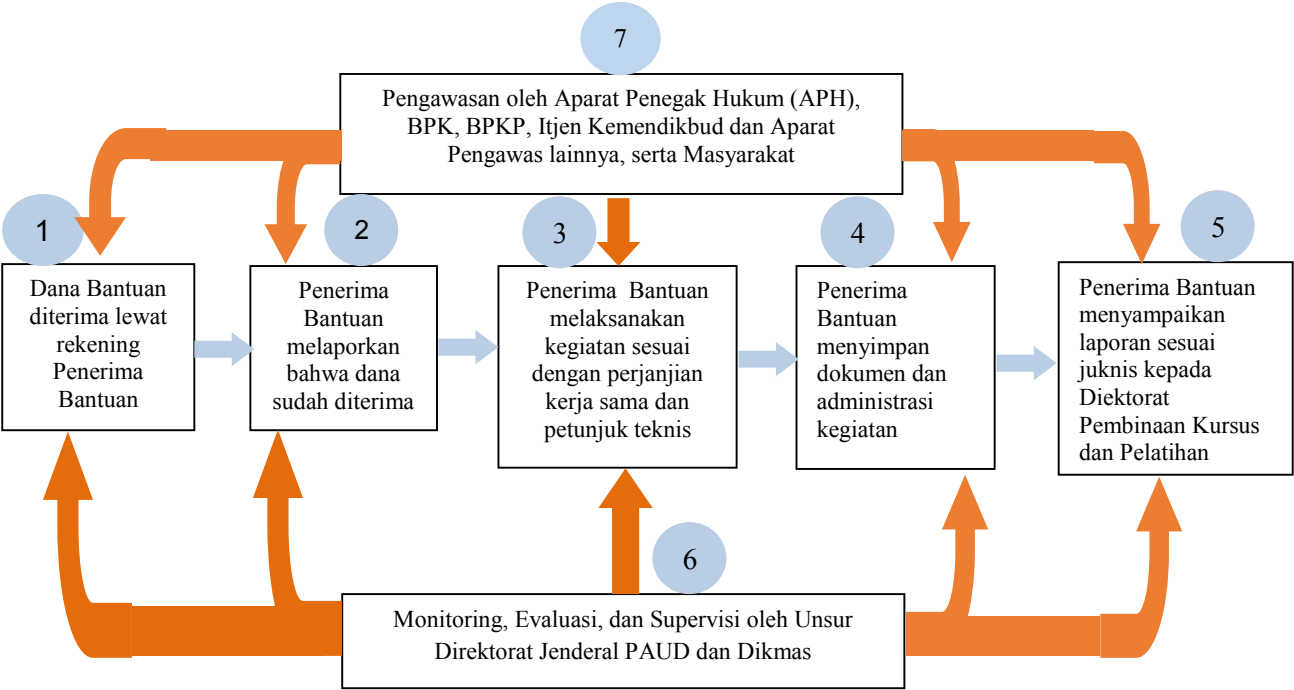 7
Pengawasan oleh Aparat Penegak Hukum (APH),
BPK, BPKP, Itjen Kemendikbud dan Aparat
Pengawas lainnya, serta Masyarakat
1
Dana Bantuan
diterima lewat
rekening
Penerima
Bantuan
2
Penerima
Bantuan
melaporkan
bahwa dana
sudah diterima
3
Penerima Bantuan
melaksanakan
kegiatan sesuai
dengan perjanjian
kerja sama dan
petunjuk teknis
4
Penerima
Bantuan
menyimpan
dokumen dan
administrasi
kegiatan
5
Penerima Bantuan
menyampaikan
laporan sesuai
juknis kepada
Diektorat
Pembinaan Kursus
dan Pelatihan
6
Monitoring, Evaluasi, dan Supervisi oleh Unsur
Direktorat Jenderal PAUD dan Dikmas